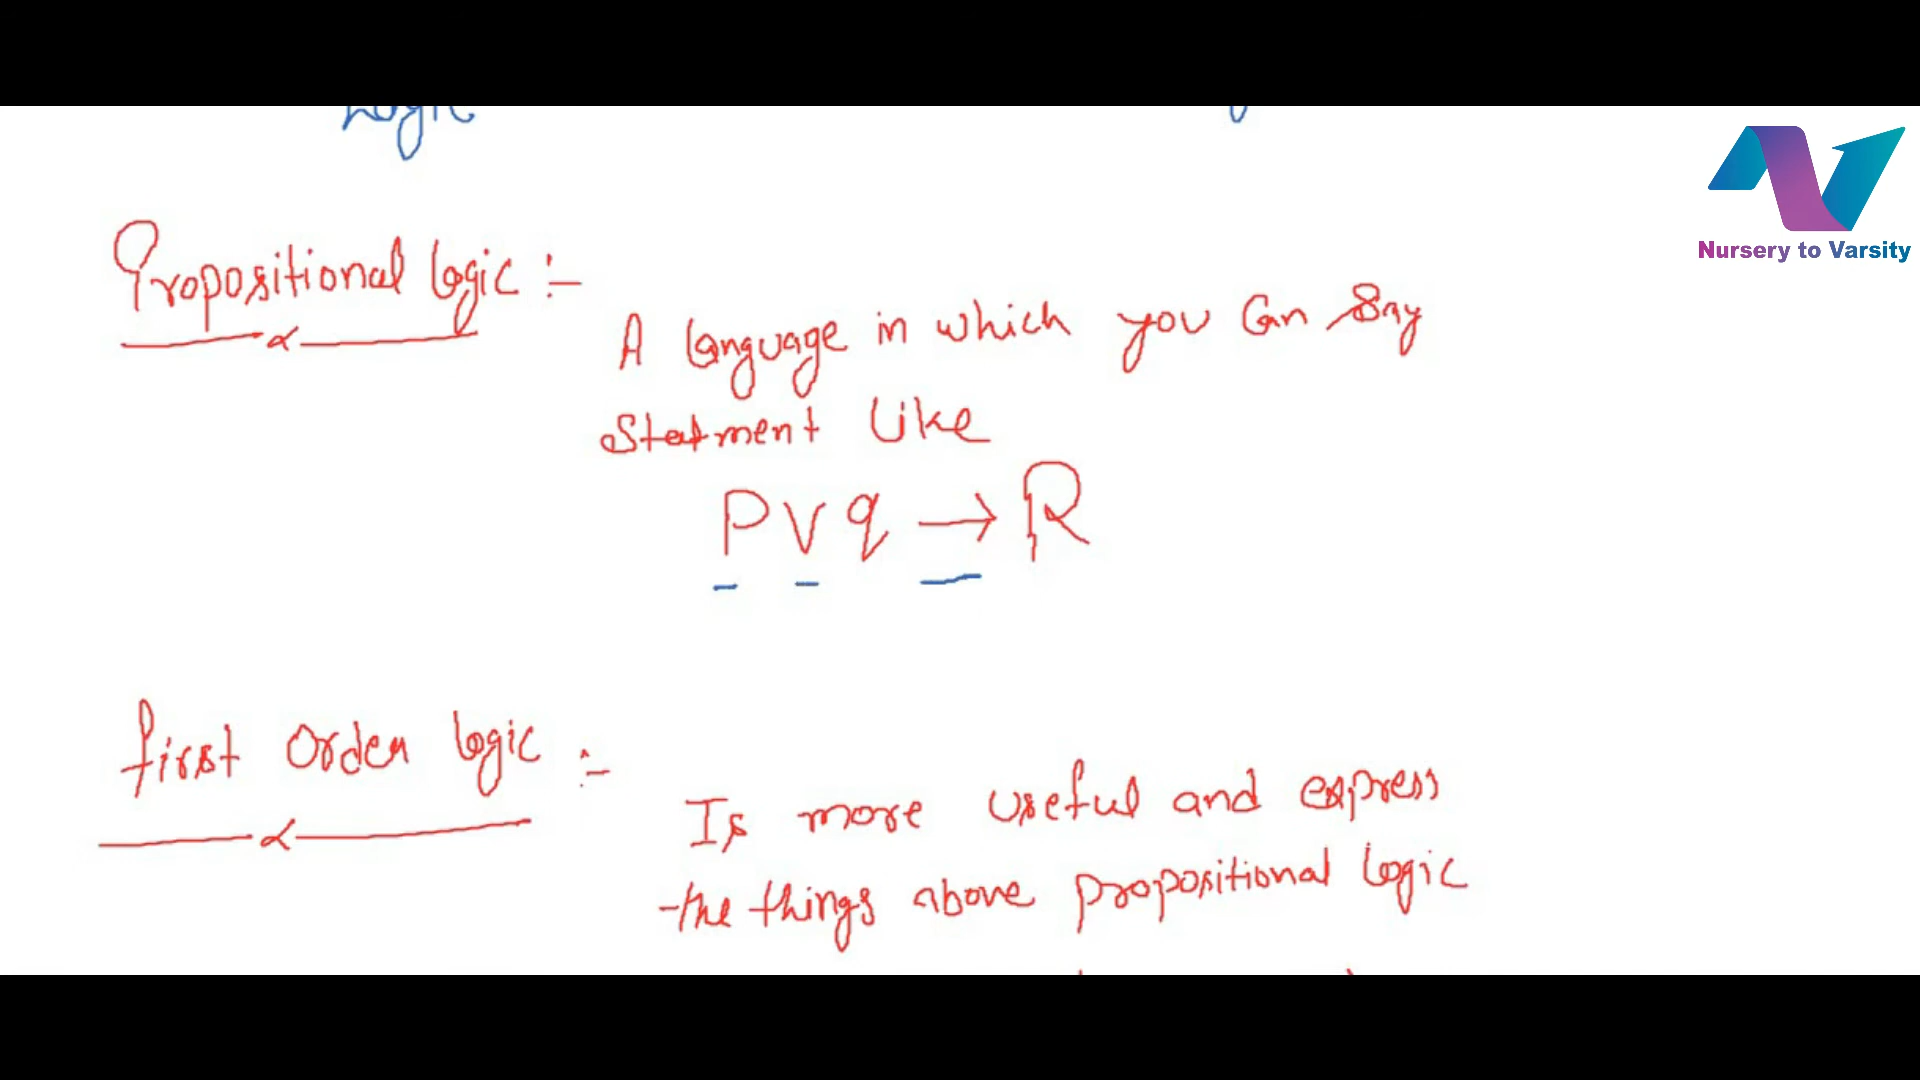 Logic
Nursery to Varsity
Propositional logic :-
A language in which you Can Say
Statment like
P V q → R
first order logic :-
Is more useful and express
the things above propositional logic